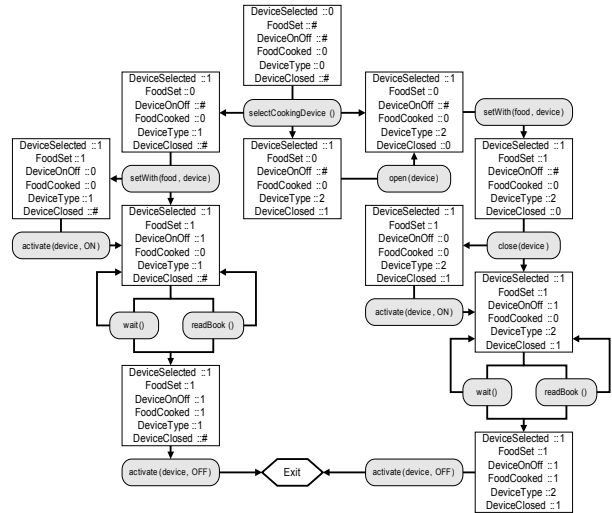 DeviceSelected ::0
FoodSet ::#
DeviceOnOff ::#
FoodCooked ::0
DeviceType ::0
DeviceClosed ::#
selectCookingDevice ()
DeviceSelected ::1
FoodSet ::0
DeviceOnOff ::#
FoodCooked ::0
DeviceType ::1
DeviceClosed ::#
DeviceSelected ::1
FoodSet ::0
DeviceOnOff ::#
FoodCooked ::0
DeviceType ::2
DeviceClosed ::0
setWith(food, device)
DeviceSelected ::1
FoodSet ::1
DeviceOnOff ::0
FoodCooked ::0
DeviceType ::1
DeviceClosed ::#
setWith(food, device)
DeviceSelected ::1
FoodSet ::0
DeviceOnOff ::#
FoodCooked ::0
DeviceType ::2
DeviceClosed ::1
open(device)
DeviceSelected ::1
FoodSet ::1
DeviceOnOff ::#
FoodCooked ::0
DeviceType ::2
DeviceClosed ::0
activate(device, ON)
DeviceSelected ::1
FoodSet ::1
DeviceOnOff ::1
FoodCooked ::0
DeviceType ::1
DeviceClosed ::#
DeviceSelected ::1
FoodSet ::1
DeviceOnOff ::0
FoodCooked ::0
DeviceType ::2
DeviceClosed ::1
close(device)
activate(device, ON)
DeviceSelected ::1
FoodSet ::1
DeviceOnOff ::1
FoodCooked ::0
DeviceType ::2
DeviceClosed ::1
wait()
readBook ()
DeviceSelected ::1
FoodSet ::1
DeviceOnOff ::1
FoodCooked ::1
DeviceType ::1
DeviceClosed ::#
wait()
readBook ()
activate(device, OFF)
Exit
activate(device, OFF)
DeviceSelected ::1
FoodSet ::1
DeviceOnOff ::1
FoodCooked ::1
DeviceType ::2
DeviceClosed ::1